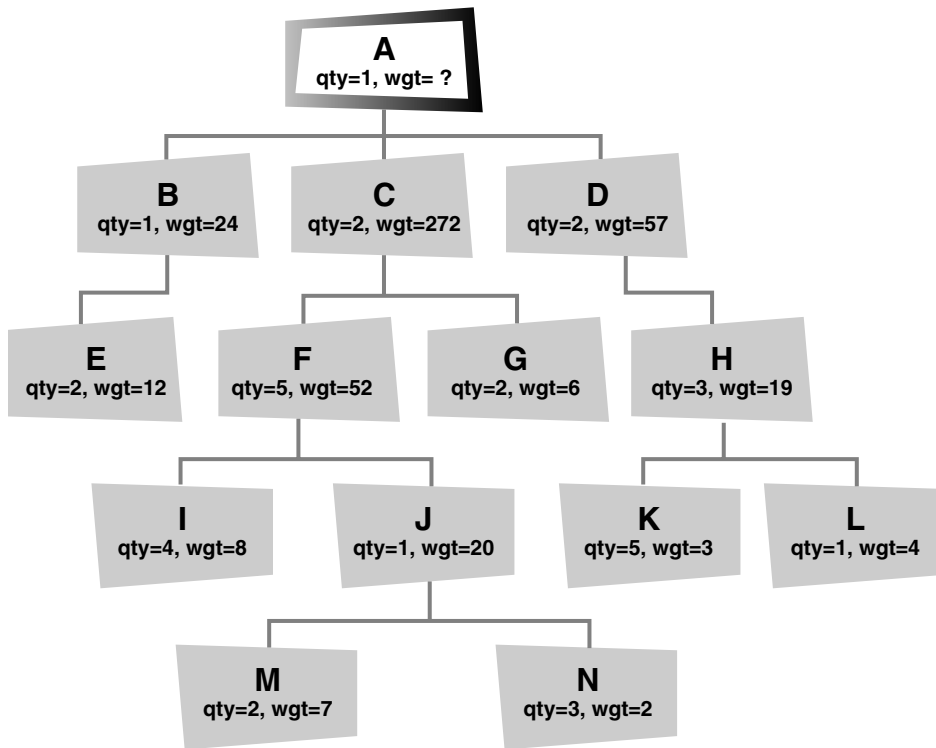 A
qty=1, wgt= ?
B
qty=1, wgt=24
C
qty=2, wgt=272
D
qty=2, wgt=57
E
qty=2, wgt=12
F
qty=5, wgt=52
G
qty=2, wgt=6
H
qty=3, wgt=19
I
qty=4, wgt=8
J
qty=1, wgt=20
K
qty=5, wgt=3
L
qty=1, wgt=4
M
qty=2, wgt=7
N
qty=3, wgt=2